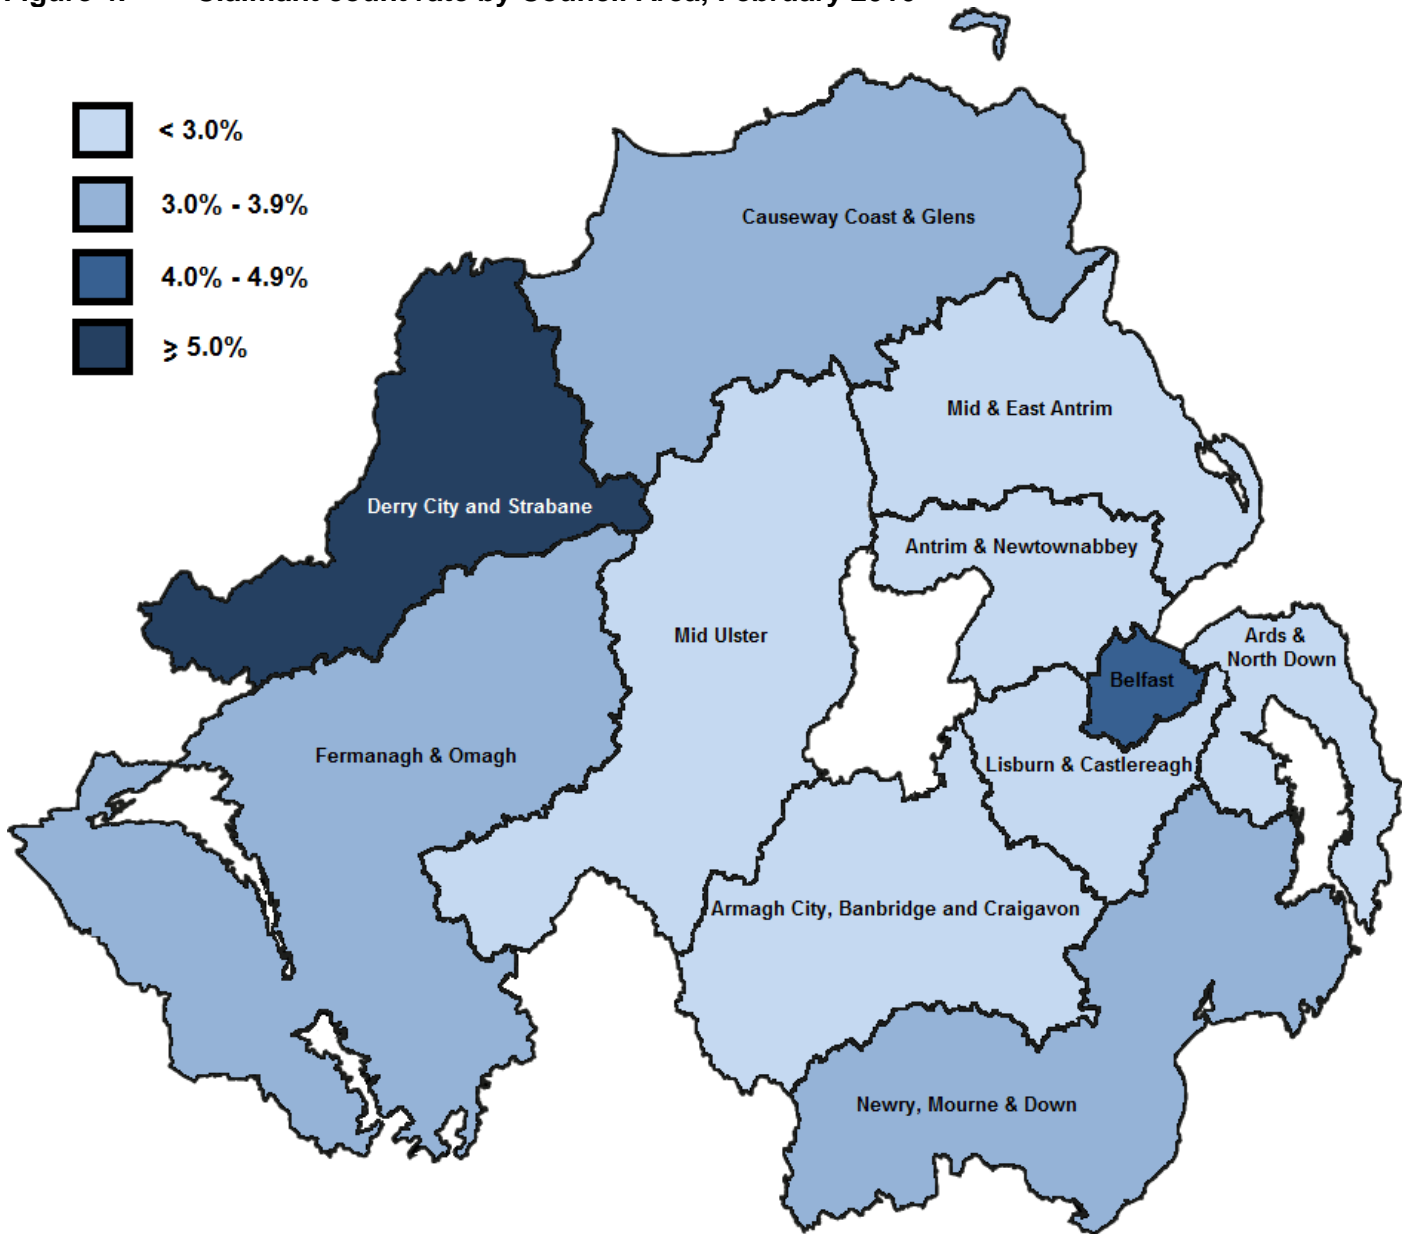 < 3.0%
3.0% - 3.9%
4.0% - 4.9%
⩾ 5.0%
Causeway Coast & Glens
Mid & East Antrim
Derry City and Strabane
Antrim & Newtownabbey
Mid Ulster
Ards &
North Down
Belfast
Fermanagh & Omagh
Lisburn & Castlereagh
Armagh City, Banbridge and Craigavon
Newry, Mourne & Down